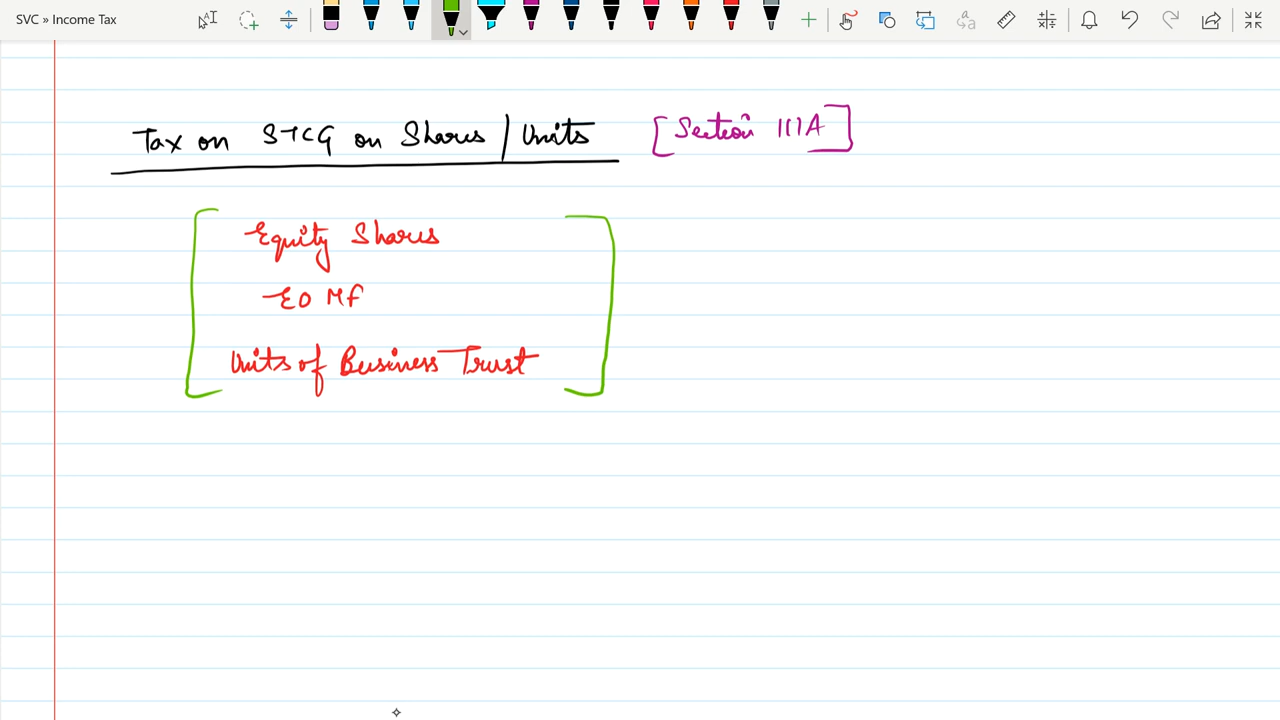 SVC » Income Tax
Tax on STCG on Shares / Units [Section 111A]
Equity Shares
EO MF
Units of Business Trust